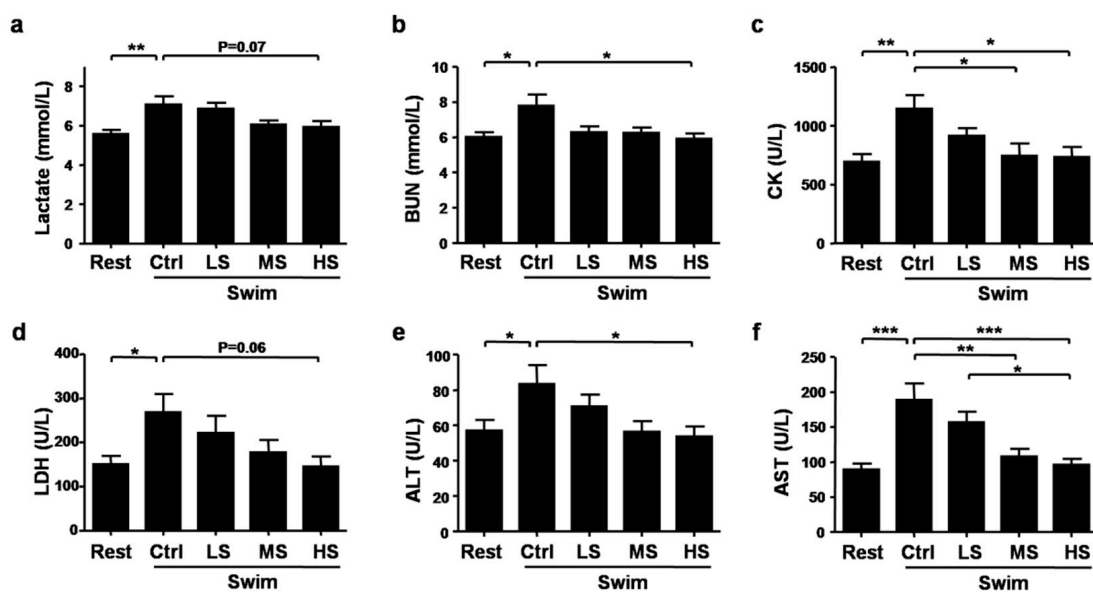 a
** P=0.07
Lactate (mmol/L)
8
6
4
2
0
Rest Ctrl LS MS HS
Swim
b
* *
BUN (mmol/L)
10
8
6
4
2
0
Rest Ctrl LS MS HS
Swim
c
** *
*
CK (U/L)
1500
1000
500
0
Rest Ctrl LS MS HS
Swim
d
* P=0.06
LDH (U/L)
400
300
200
100
0
Rest Ctrl LS MS HS
Swim
e
* *
ALT (U/L)
100
80
60
40
20
0
Rest Ctrl LS MS HS
Swim
f
*** ***
**
*
AST (U/L)
250
200
150
100
50
0
Rest Ctrl LS MS HS
Swim